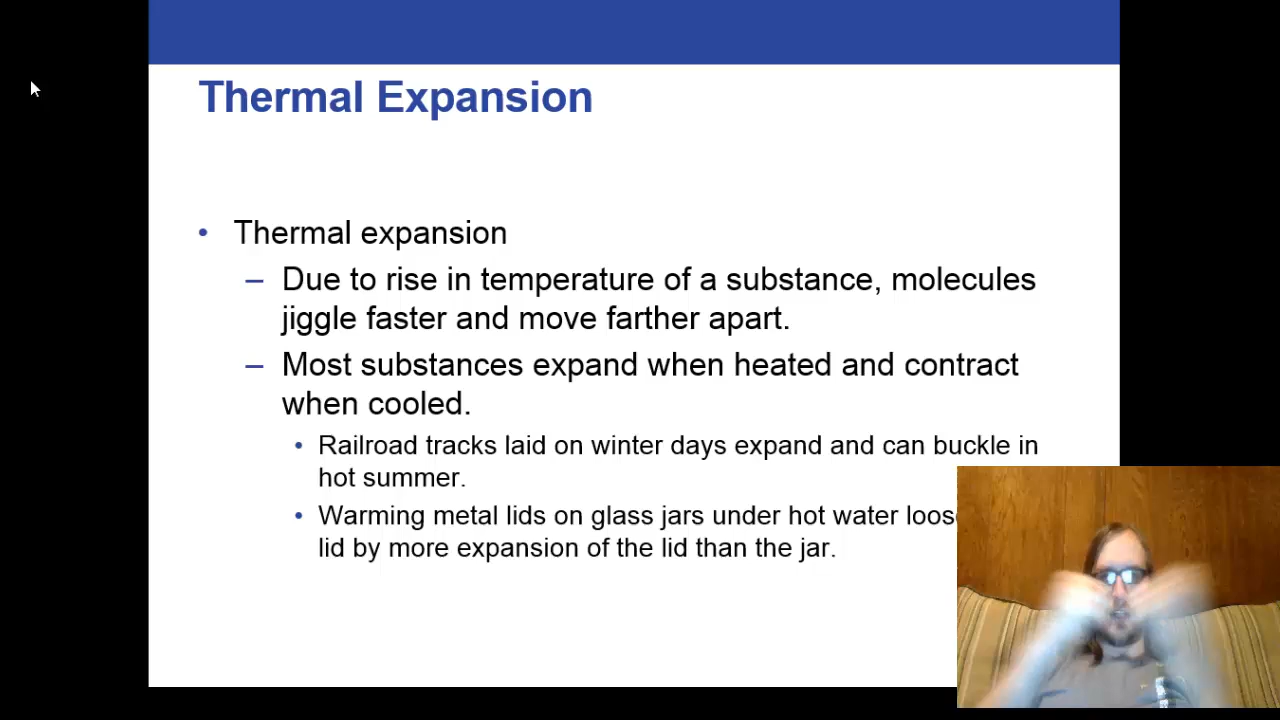 Thermal Expansion
• Thermal expansion
– Due to rise in temperature of a substance, molecules
jiggle faster and move farther apart.
– Most substances expand when heated and contract
when cooled.
• Railroad tracks laid on winter days expand and can buckle in
hot summer.
• Warming metal lids on glass jars under hot water
lid by more expansion of the lid than the jar.